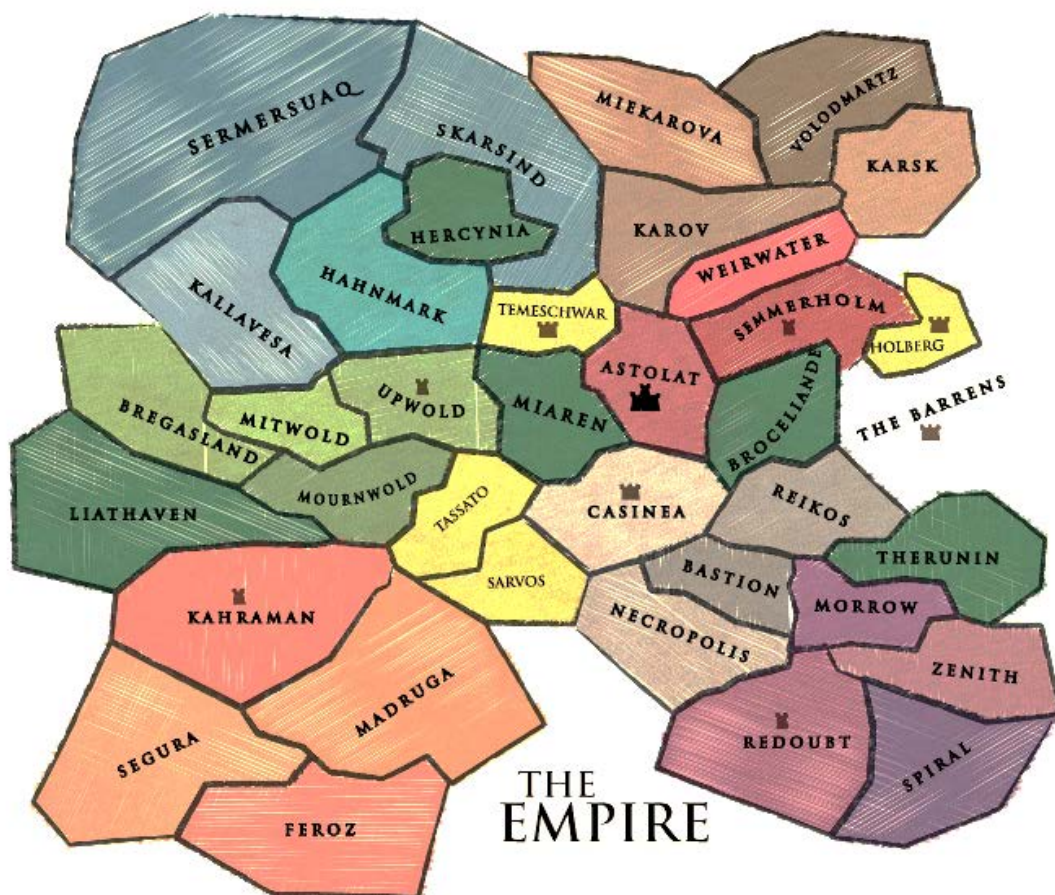 SERMERSUAQ
SKARSIND
MIEKAROVA
VOLODMARTZ
KARSK
HERCYNIA
KAROV
WEIRWATER
KALLAVESA
HAHNMARK
TEMESCHWAR
SEMMERHOLM
HOLBERG
ASTOLAT
BREGASLAND
MITWOLD
UPWOLD
MIAREN
BROCELIANDE
THE BARRENS
LIATHAVEN
MOURNWOLD
TASSATO
CASINEA
REIKOS
SARVOS
BASTION
THERUNIN
KAHRAMAN
NECROPOLIS
MORROW
ZENITH
MADRUGA
SEGURA
REDOUBT
SPIRAL
FEROZ
THE
EMPIRE